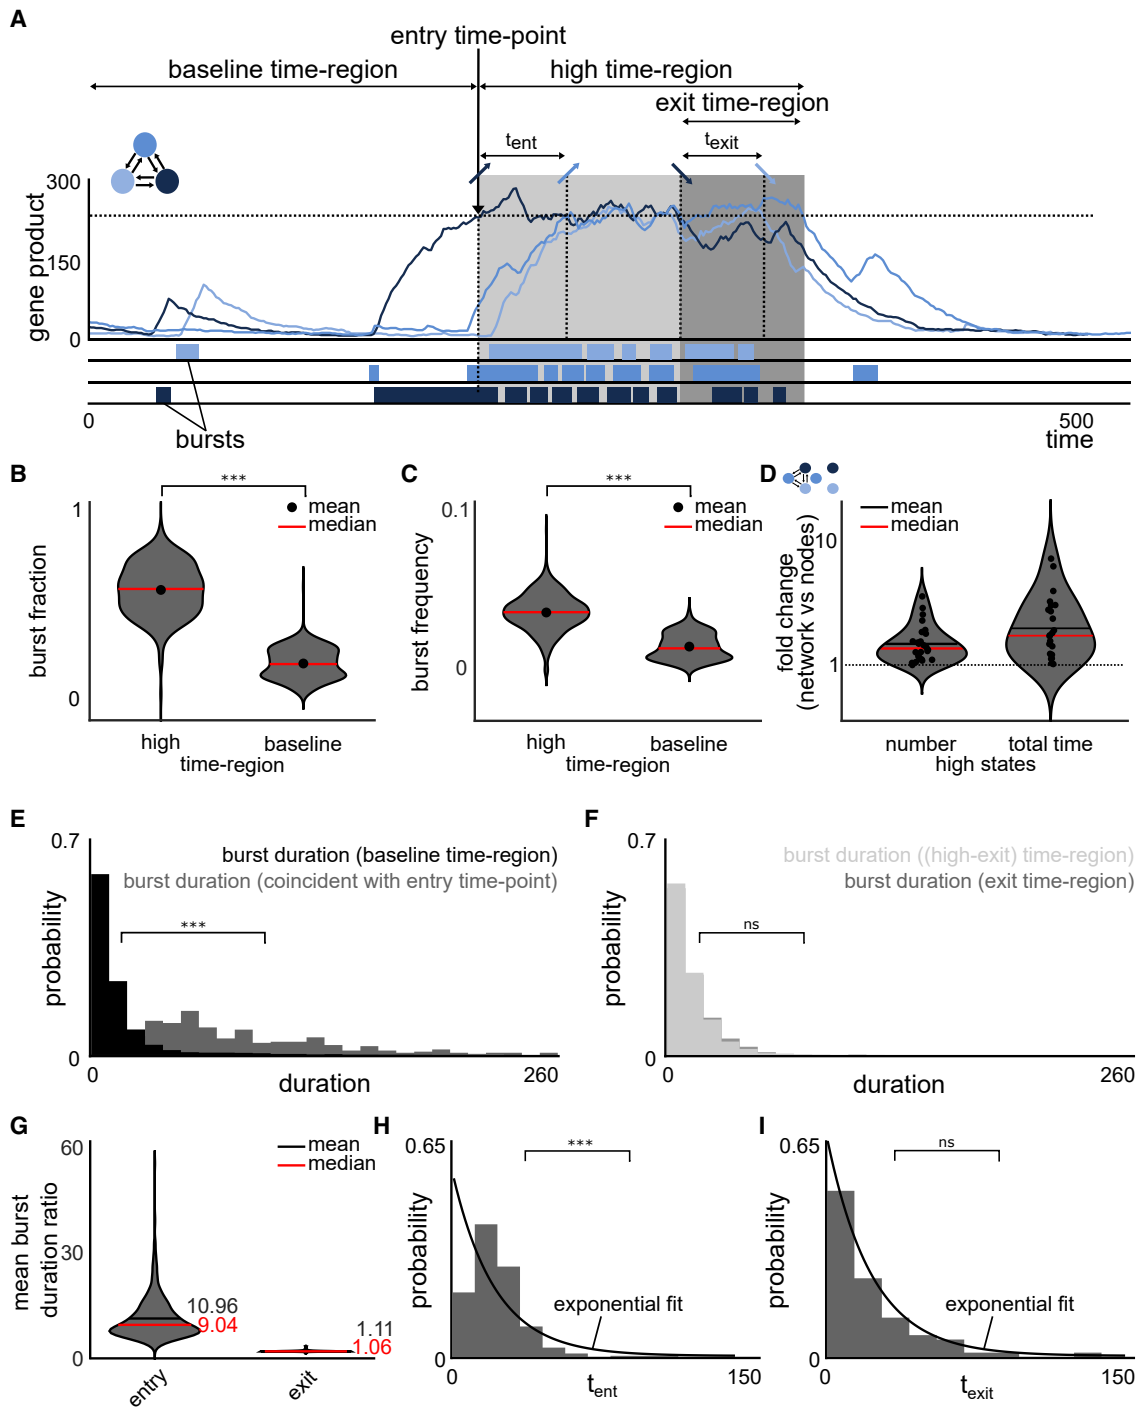 A
entry time-point
baseline time-region
high time-region
exit time-region
t_ent
t_exit
300
150
0
gene product
0
500
bursts
time
B
***
mean
median
1
0
burst fraction
high
baseline
time-region
C
***
mean
median
0.1
0
burst frequency
high
baseline
time-region
D
mean
median
10
1
fold change
(network vs nodes)
number
total time
high states
E
0.7
burst duration (baseline time-region)
burst duration (coincident with entry time-point)
***
probability
0
0
260
duration
F
0.7
burst duration ((high-exit) time-region)
burst duration (exit time-region)
ns
probability
0
0
260
duration
G
60
mean
median
30
mean burst
duration ratio
10.96
9.04
1.11
1.06
0
entry
exit
H
0.65
***
probability
exponential fit
0
0
150
t_ent
I
0.65
ns
probability
exponential fit
0
0
150
t_exit